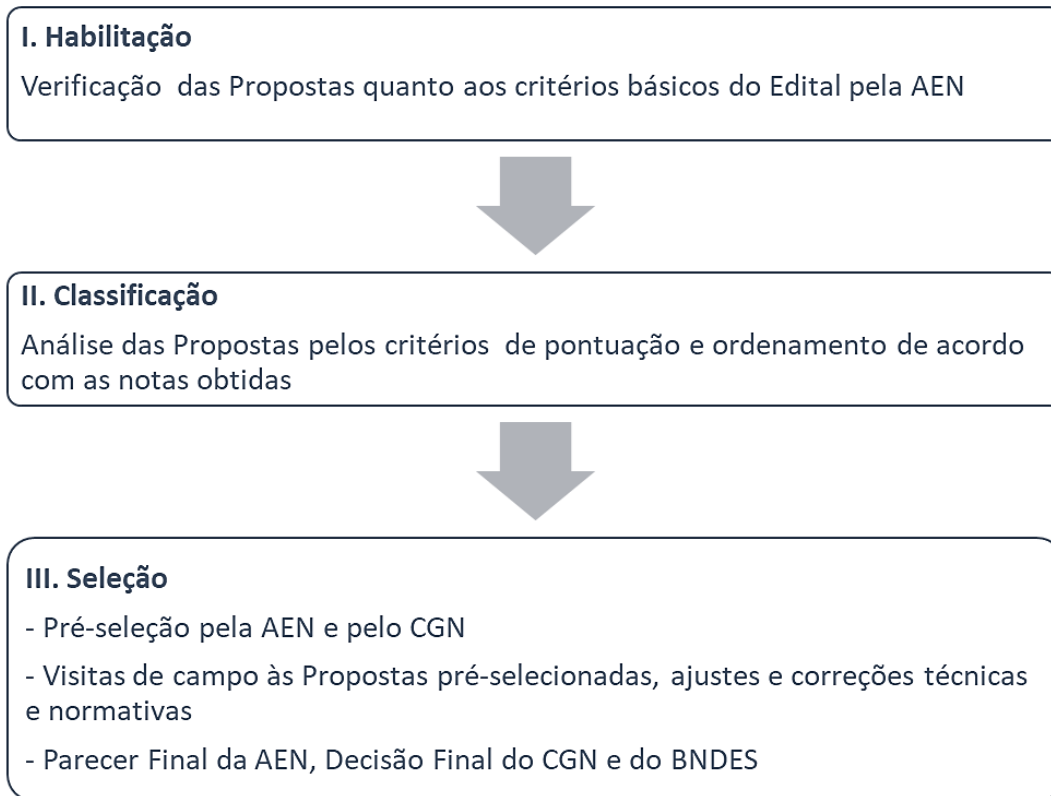 I. Habilitação
Verificação das Propostas quanto aos critérios básicos do Edital pela AEN
II. Classificação
Análise das Propostas pelos critérios de pontuação e ordenamento de acordo
com as notas obtidas
III. Seleção
- Pré-seleção pela AEN e pelo CGN
- Visitas de campo às Propostas pré-selecionadas, ajustes e correções técnicas
e normativas
- Parecer Final da AEN, Decisão Final do CGN e do BNDES